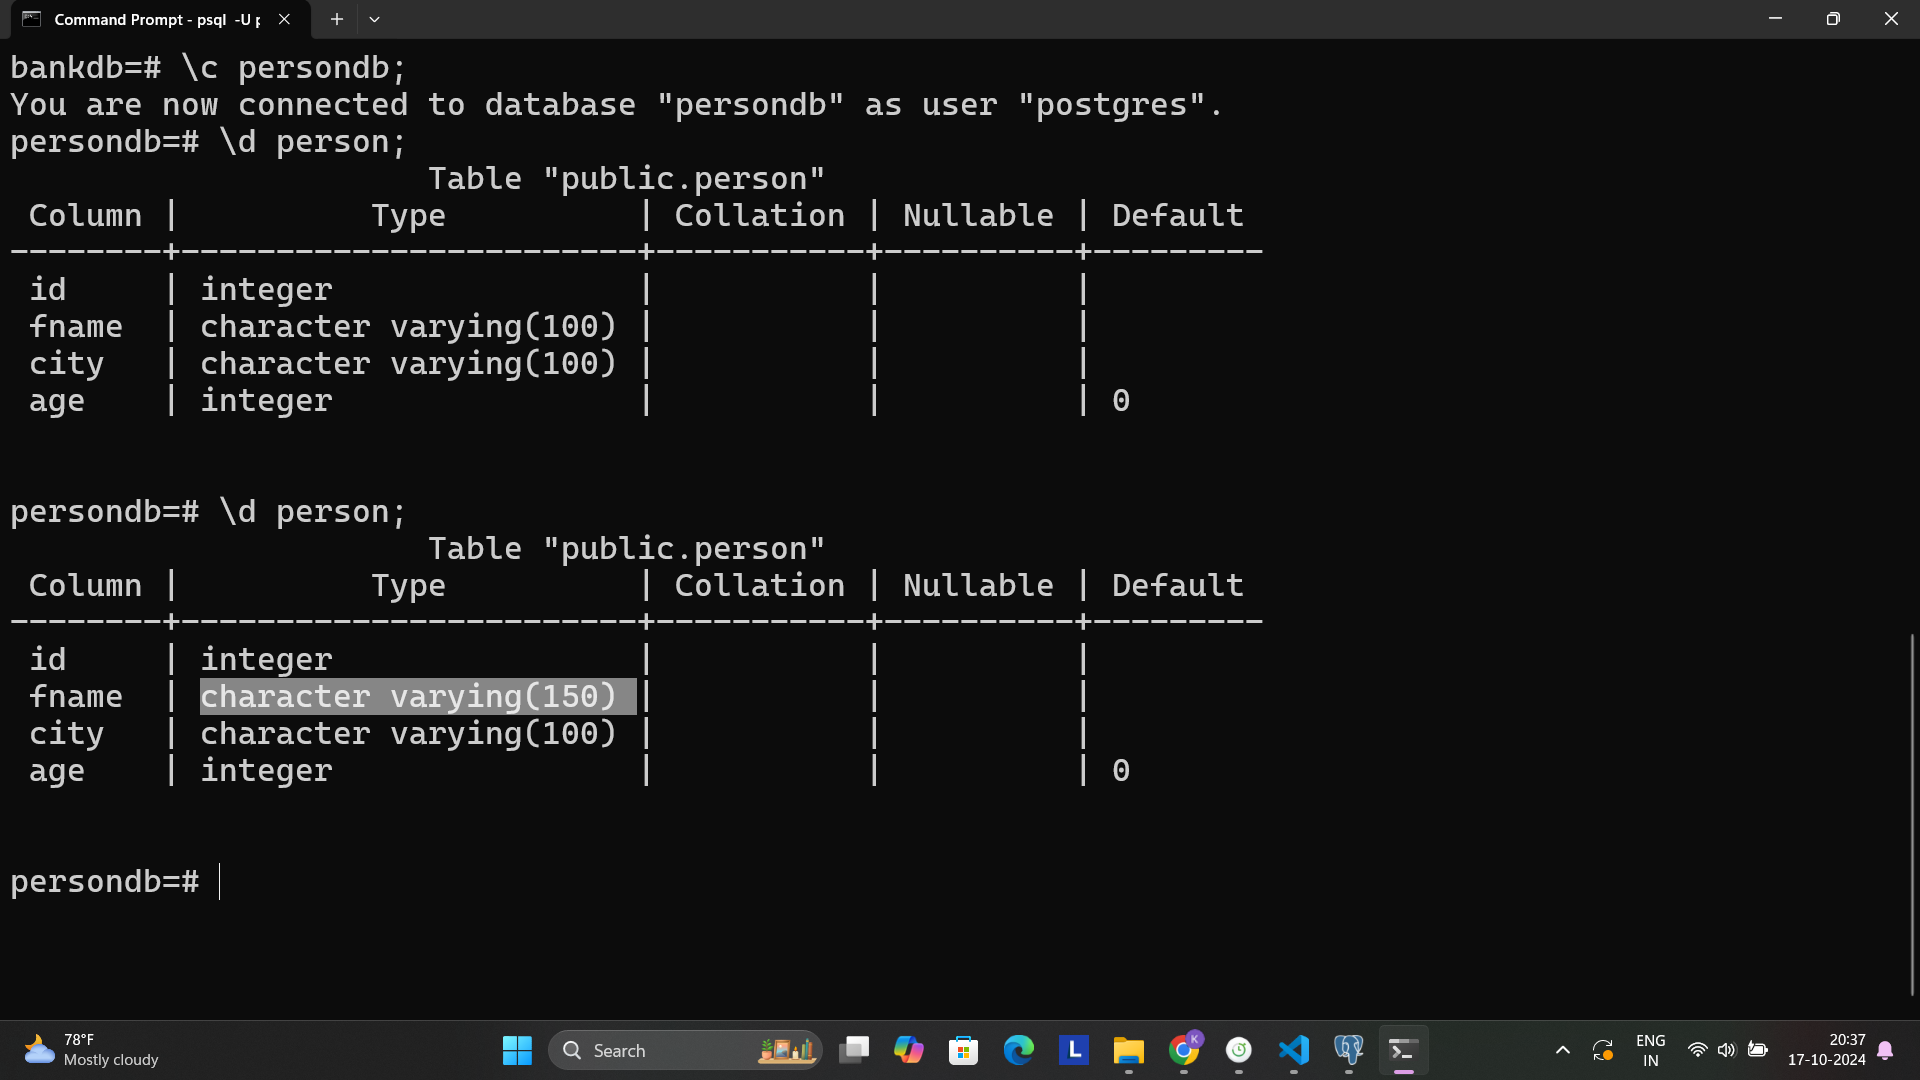 Command Prompt - psql  -U p
bankdb=# \c persondb;
You are now connected to database "persondb" as user "postgres".
persondb=# \d person;
                      Table "public.person"
 Column |          Type          | Collation | Nullable | Default
--------+------------------------+-----------+----------+---------
 id     | integer                |           |          |
 fname  | character varying(100) |           |          |
 city   | character varying(100) |           |          |
 age    | integer                |           |          | 0
persondb=# \d person;
                      Table "public.person"
 Column |          Type          | Collation | Nullable | Default
--------+------------------------+-----------+----------+---------
 id     | integer                |           |          |
 fname  | character varying(150) |           |          |
 city   | character varying(100) |           |          |
 age    | integer                |           |          | 0
persondb=#
78°F
Mostly cloudy
Search
L
K
ENG
IN
20:37
17-10-2024